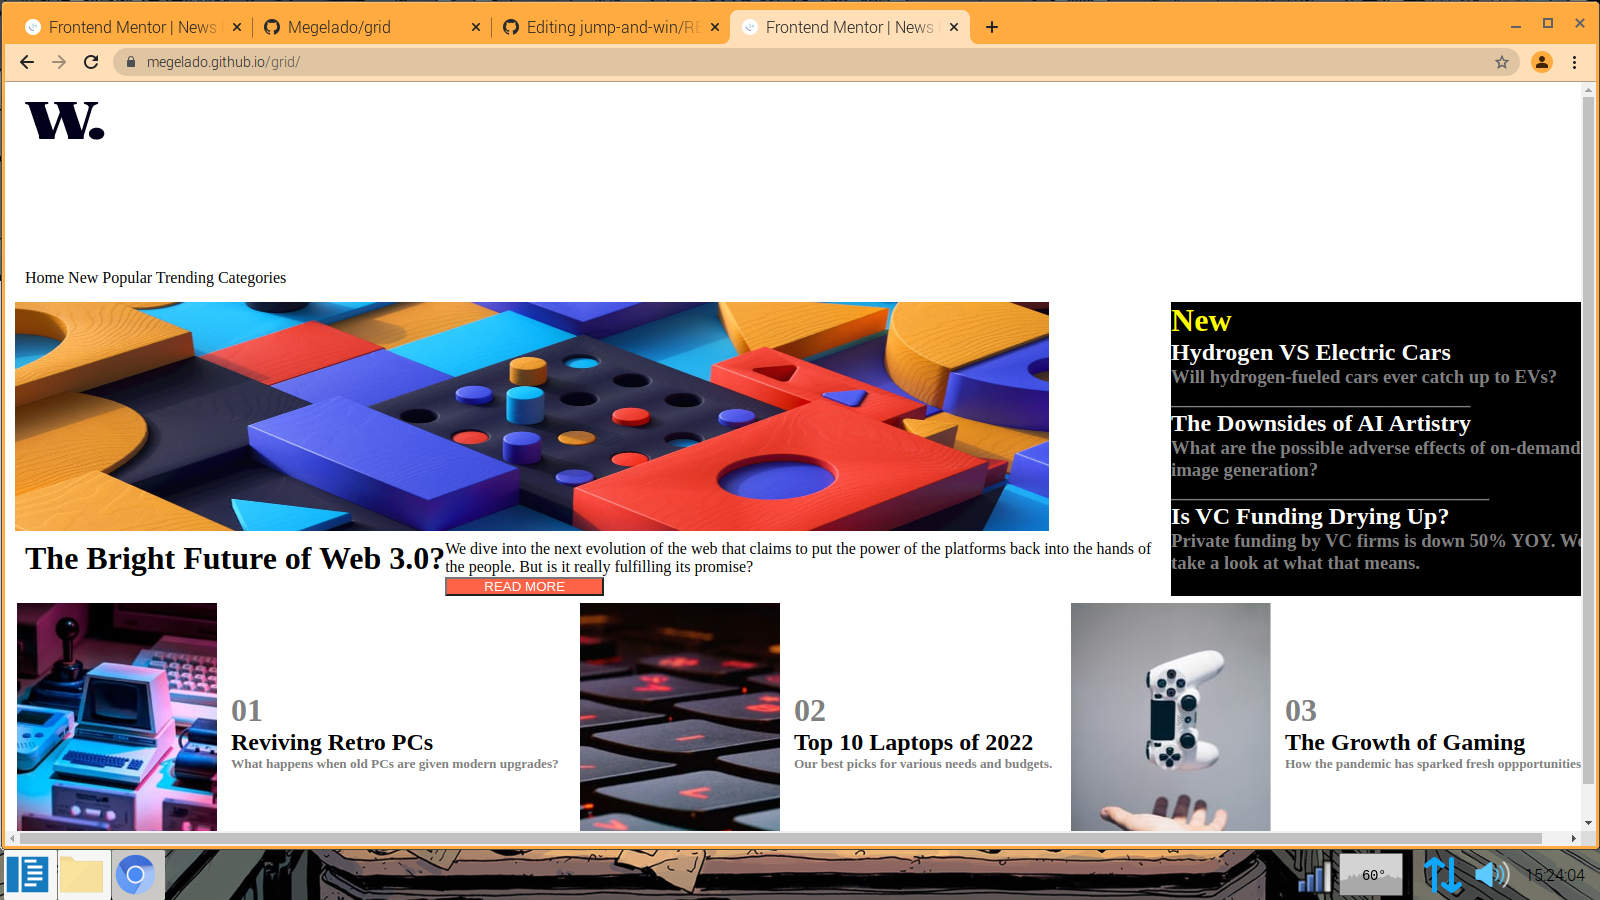 Frontend Mentor | News
Megelado/grid
Editing jump-and-win/RE
Frontend Mentor | News
megelado.github.io/grid/
w.
Home New Popular Trending Categories
New
Hydrogen VS Electric Cars
Will hydrogen-fueled cars ever catch up to EVs?
The Downsides of AI Artistry
What are the possible adverse effects of on-demand
image generation?
Is VC Funding Drying Up?
Private funding by VC firms is down 50% YOY. We
take a look at what that means.
The Bright Future of Web 3.0?
We dive into the next evolution of the web that claims to put the power of the platforms back into the hands of
the people. But is it really fulfilling its promise?
READ MORE
01
Reviving Retro PCs
What happens when old PCs are given modern upgrades?
02
Top 10 Laptops of 2022
Our best picks for various needs and budgets.
03
The Growth of Gaming
How the pandemic has sparked fresh oppportunities
60°
15:24:04